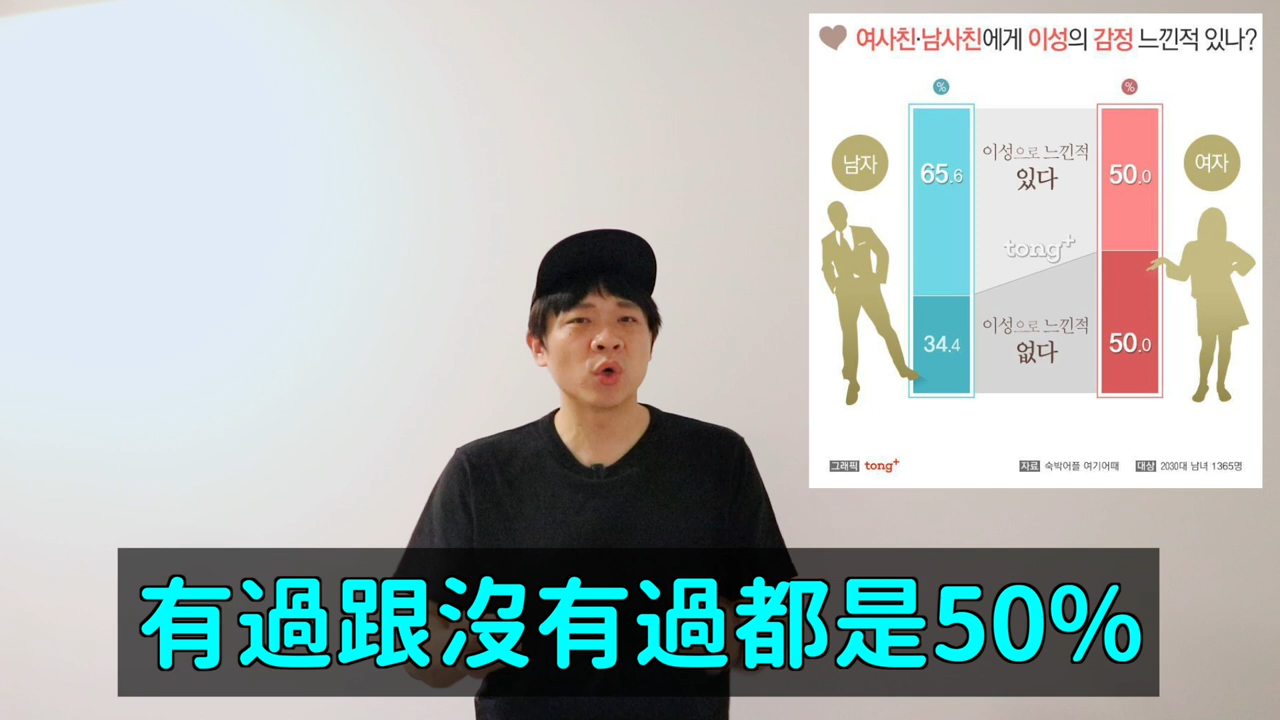 여사친·남사친에게 이성의 감정 느낀적 있나?
% %
남자
65.6
이성으로 느낀적
있다
50.0
여자
tong+
34.4
이성으로 느낀적
없다
50.0
그래픽 tong+ 자료 숙박어플 여기어때 대상 2030대 남녀 1365명
有過跟沒有過都是50%